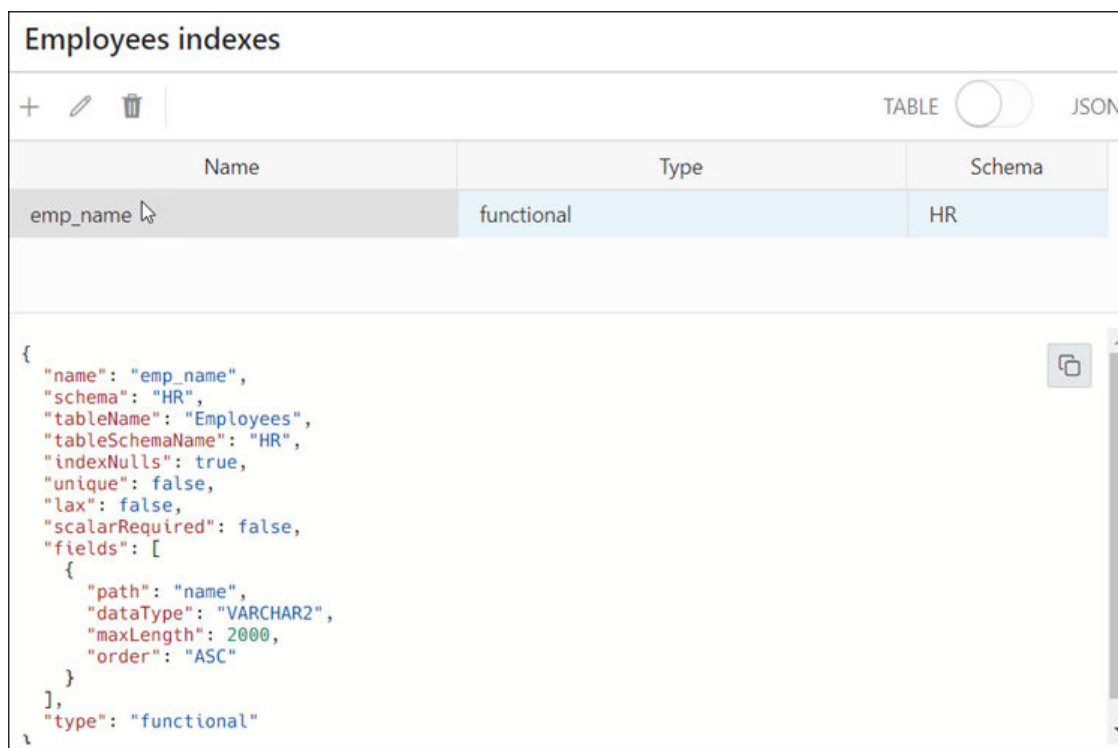 Employees indexes
TABLE JSON
Name Type Schema
emp_name functional HR
{
"name": "emp_name",
"schema": "HR",
"tableName": "Employees",
"tableSchemaName": "HR",
"indexNulls": true,
"unique": false,
"lax": false,
"scalarRequired": false,
"fields": [
{
"path": "name",
"dataType": "VARCHAR2",
"maxLength": 2000,
"order": "ASC"
}
],
"type": "functional"
}